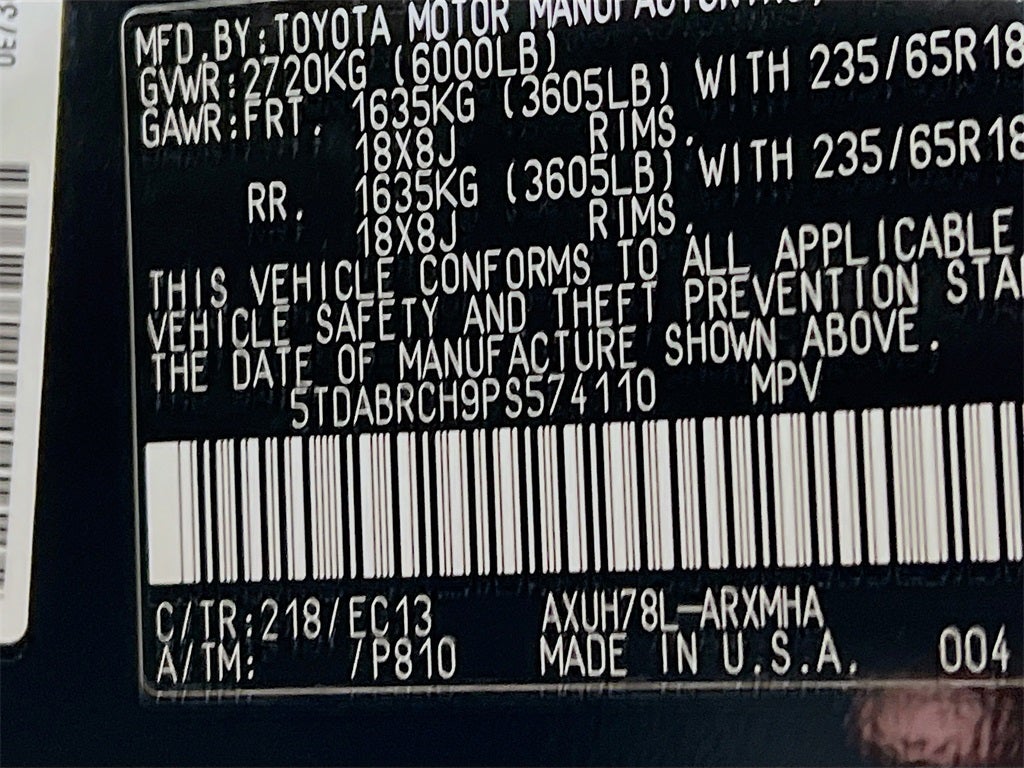 MFD.BY:TOYOTA MOTOR
GVWR:2720KG (6000LB)
GAWR:FRT. 1635KG (3605LB) WITH 235/65R18
18X8J RIMS.
RR. 1635KG (3605LB) WITH 235/65R18
18X8J RIMS.
THIS VEHICLE CONFORMS TO ALL APPLICABLE
VEHICLE SAFETY AND THEFT PREVENTION STA
THE DATE OF MANUFACTURE SHOWN ABOVE.
5TDABRCH9PS574110 MPV
C/TR:218/EC13 AXUH78L-ARXMHA
A/TM: /P810 MADE IN U.S.A. 004